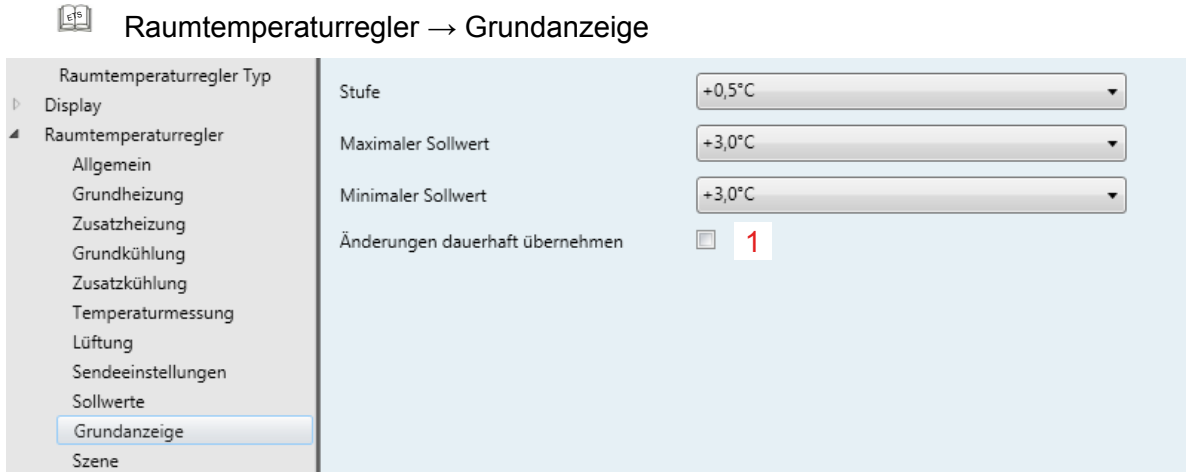 ETS
Raumtemperaturregler → Grundanzeige
Raumtemperaturregler Typ
Display
Raumtemperaturregler
Allgemein
Grundheizung
Zusatzheizung
Grundkühlung
Zusatzkühlung
Temperaturmessung
Lüftung
Sendeeinstellungen
Sollwerte
Grundanzeige
Szene
Stufe +0,5°C
Maximaler Sollwert +3,0°C
Minimaler Sollwert +3,0°C
Änderungen dauerhaft übernehmen 1